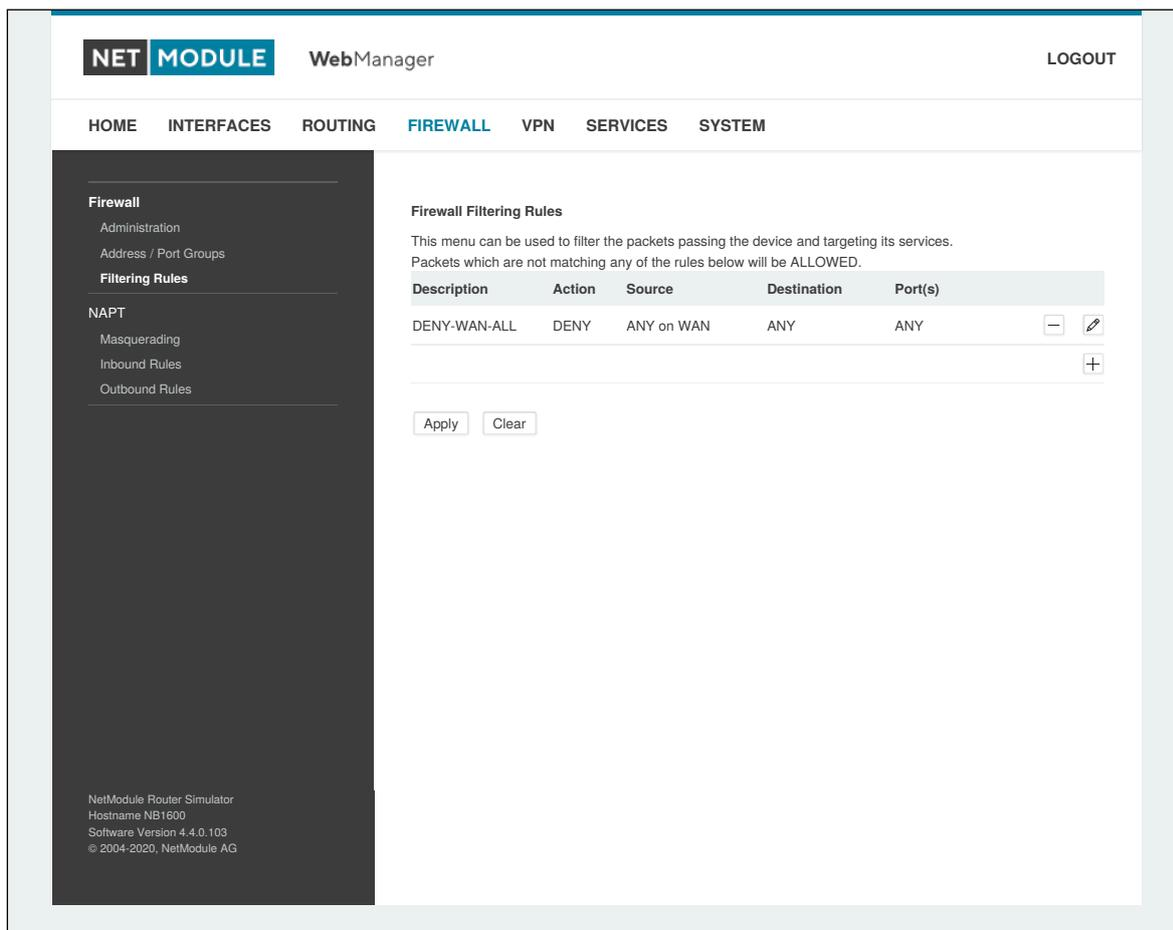 NET MODULE WebManager LOGOUT
HOME INTERFACES ROUTING FIREWALL VPN SERVICES SYSTEM
Firewall
Administration
Address / Port Groups
Filtering Rules
NAPT
Masquerading
Inbound Rules
Outbound Rules
Firewall Filtering Rules
This menu can be used to filter the packets passing the device and targeting its services.
Packets which are not matching any of the rules below will be ALLOWED.
Description Action Source Destination Port(s)
DENY-WAN-ALL DENY ANY on WAN ANY ANY
Apply Clear
NetModule Router Simulator
Hostname NB1600
Software Version 4.4.0.103
© 2004-2020, NetModule AG